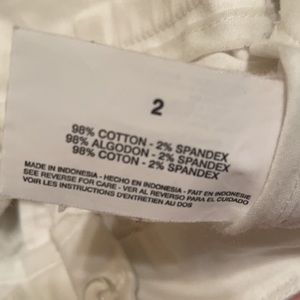 2
98% COTTON - 2% SPANDEX
98% ALGODON - 2% SPANDEX
98% COTON - 2% SPANDEX
MADE IN INDONESIA - HECHO EN INDONESIA - FAIT EN INDONESIE
SEE REVERSE FOR CARE - VER AL REVERSO PARA EL CUIDADO
VOIR LES INSTRUCTIONS D'ENTRETIEN AU DOS